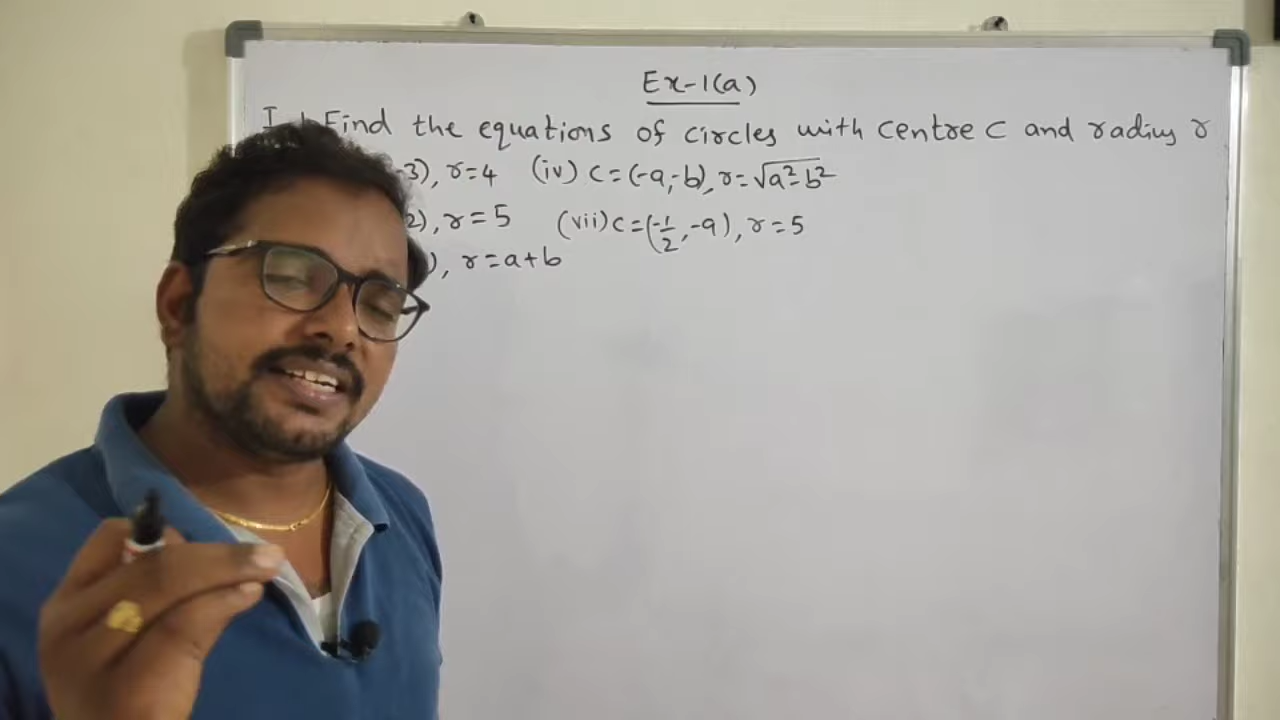 Ex-1(a)
I Find the equations of circles with centre C and radius r
-3), r=4 (iv) C=(-a,-b), r=√a²-b²
2), r=5 (vii) C=(-1/2,-9), r=5
), r=a+b